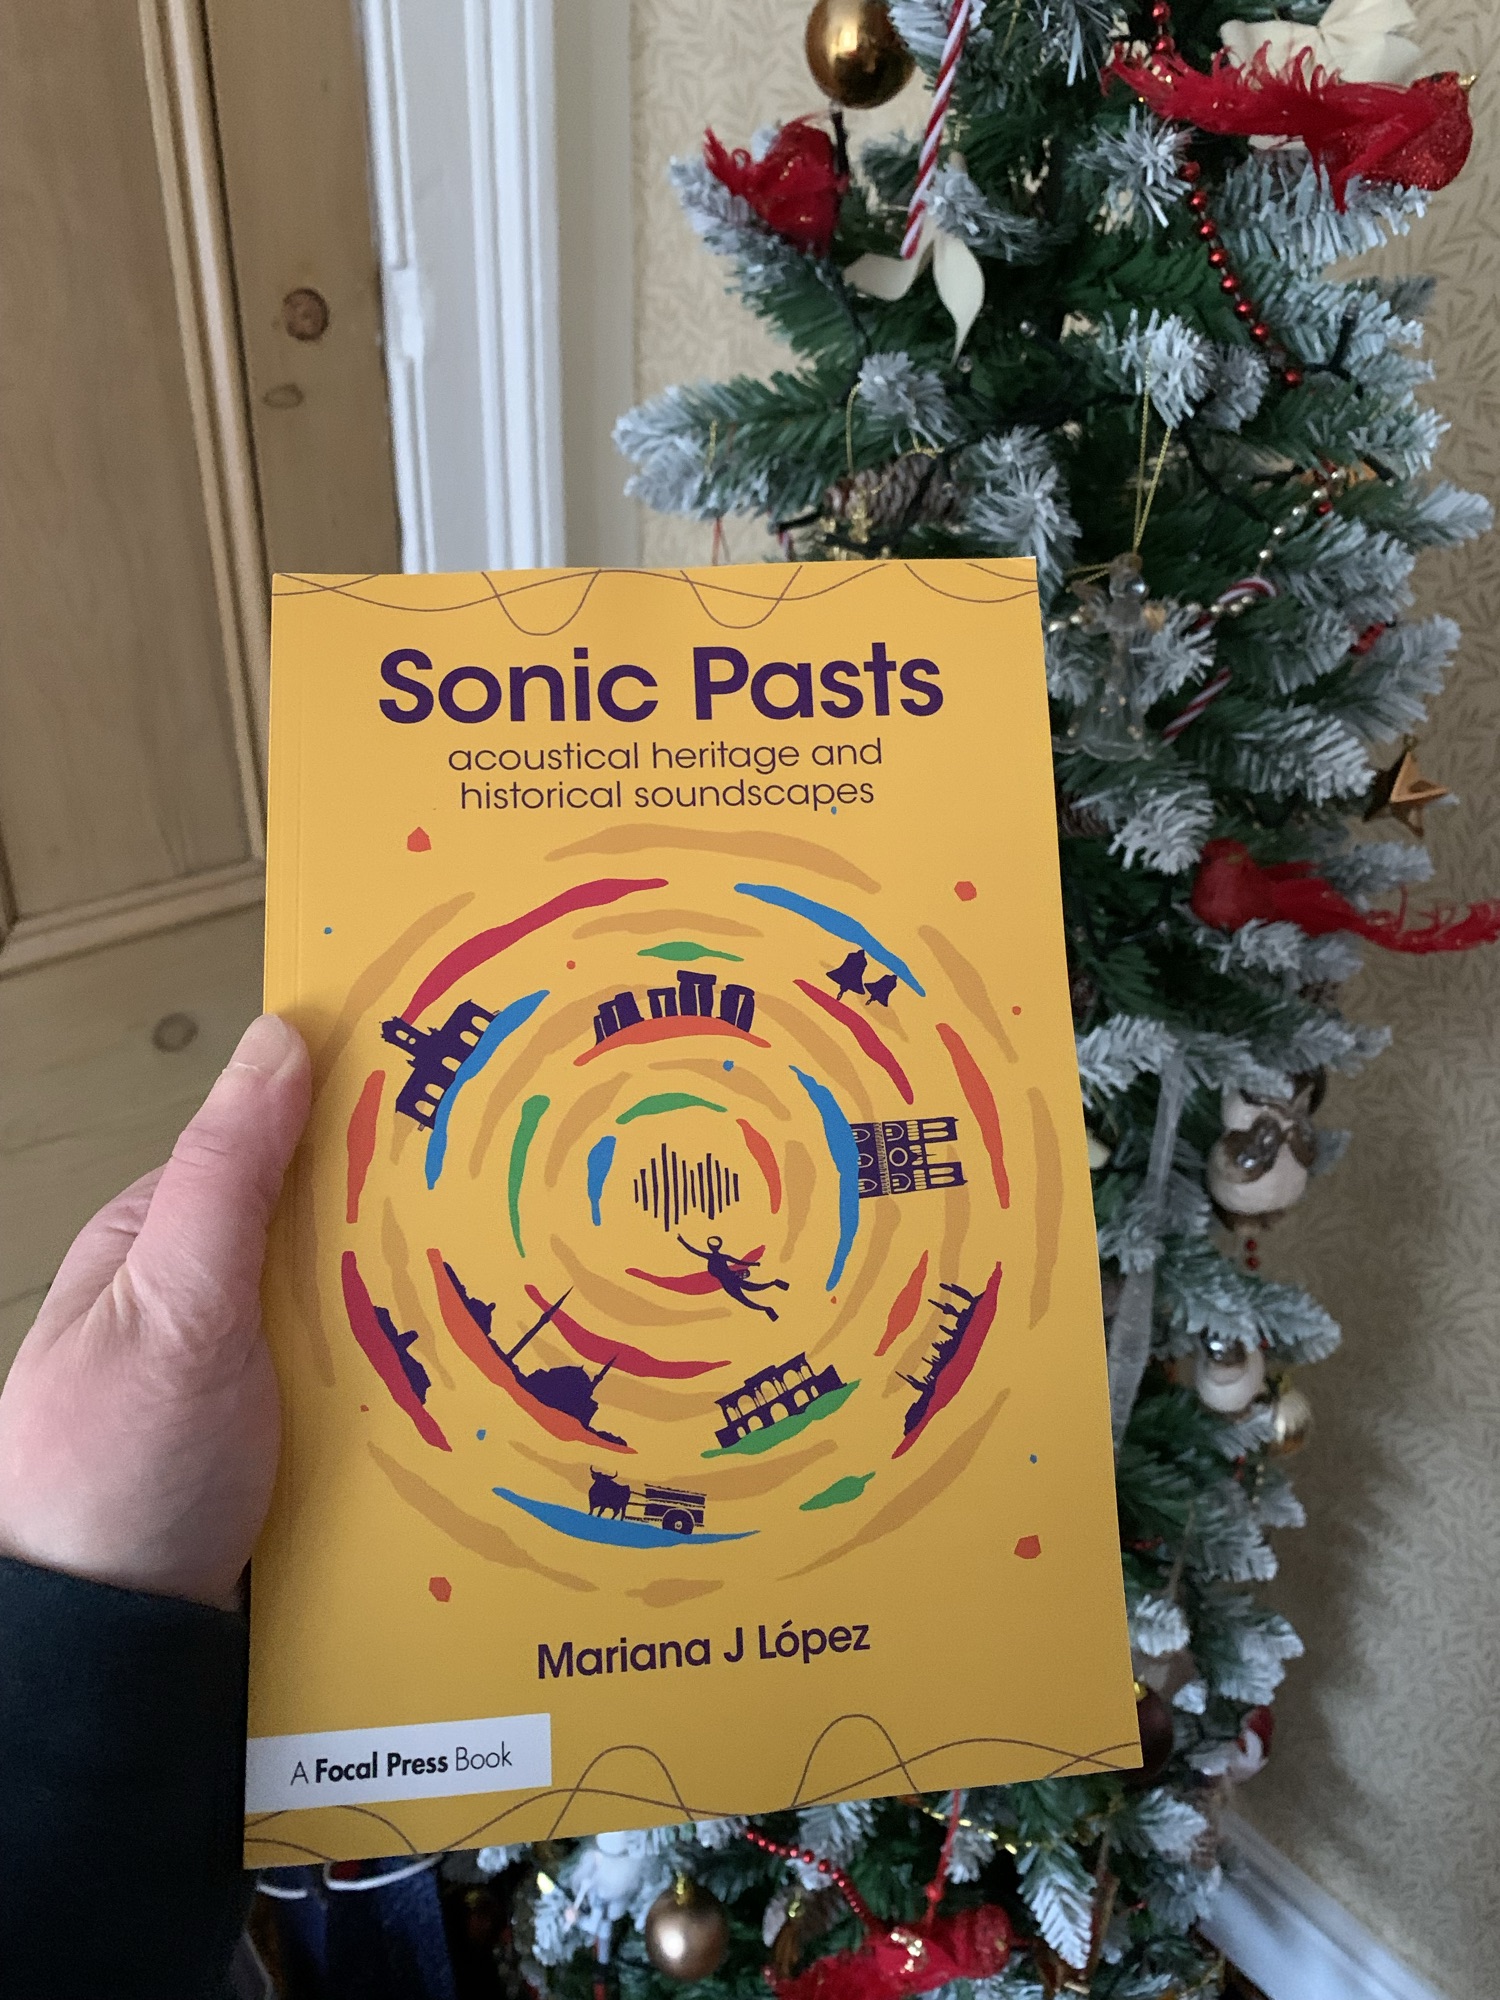 Sonic Pasts
acoustical heritage and
historical soundscapes
Mariana J López
A Focal Press Book